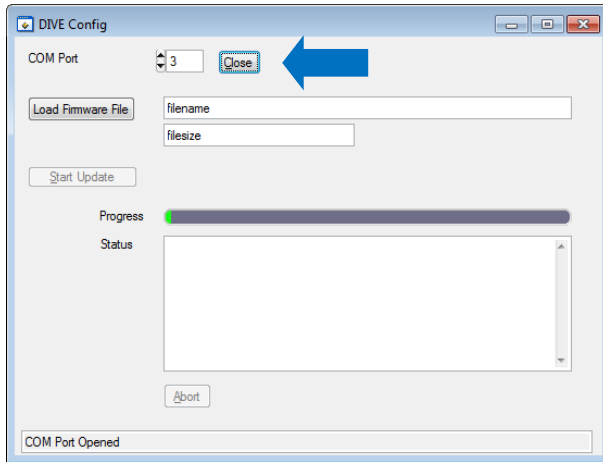 DIVE Config
COM Port 3 Close
Load Firmware File filename
filesize
Start Update
Progress
Status
Abort
COM Port Opened